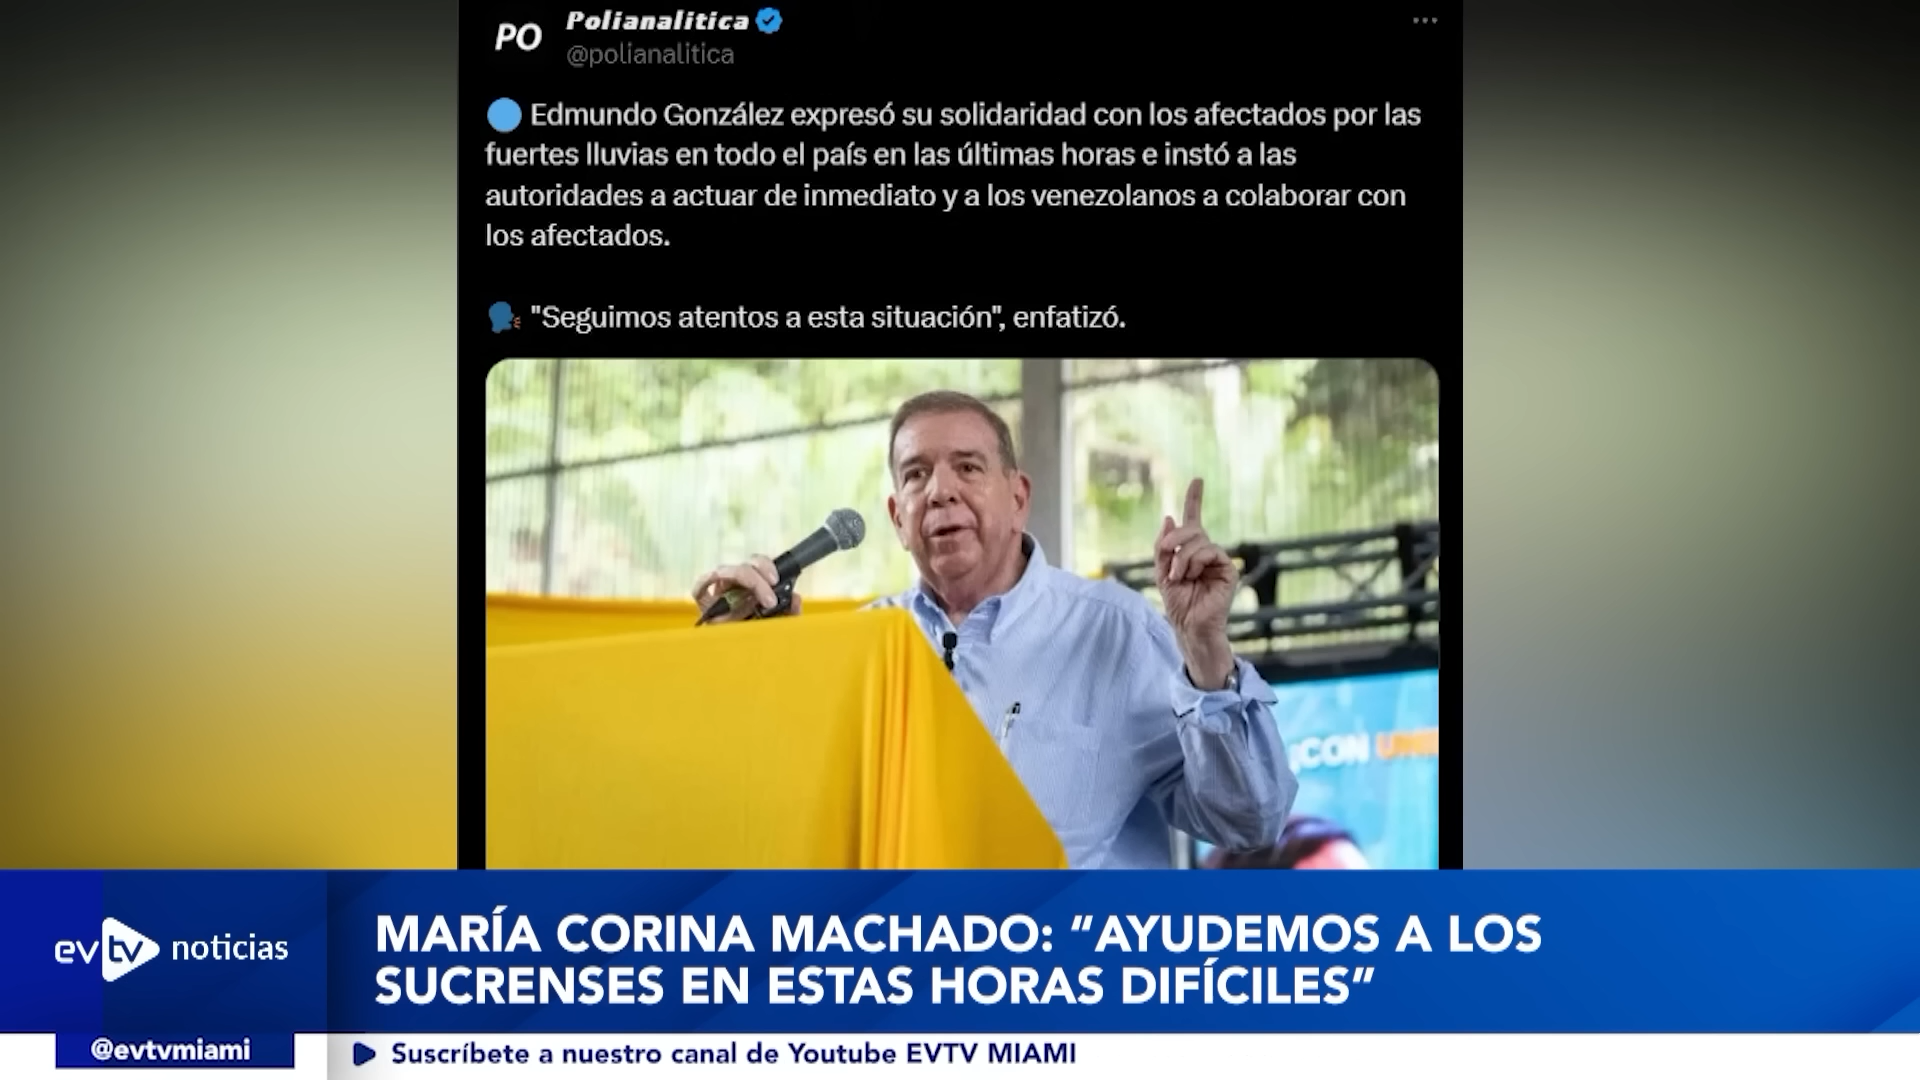 PO
Polianalitica
@polianalitica
Edmundo González expresó su solidaridad con los afectados por las
fuertes lluvias en todo el país en las últimas horas e instó a las
autoridades a actuar de inmediato y a los venezolanos a colaborar con
los afectados.
"Seguimos atentos a esta situación", enfatizó.
¡CON
evtv noticias
MARÍA CORINA MACHADO: “AYUDEMOS A LOS
SUCRENSES EN ESTAS HORAS DIFÍCILES”
@evtvmiami
Suscríbete a nuestro canal de Youtube EVTV MIAMI